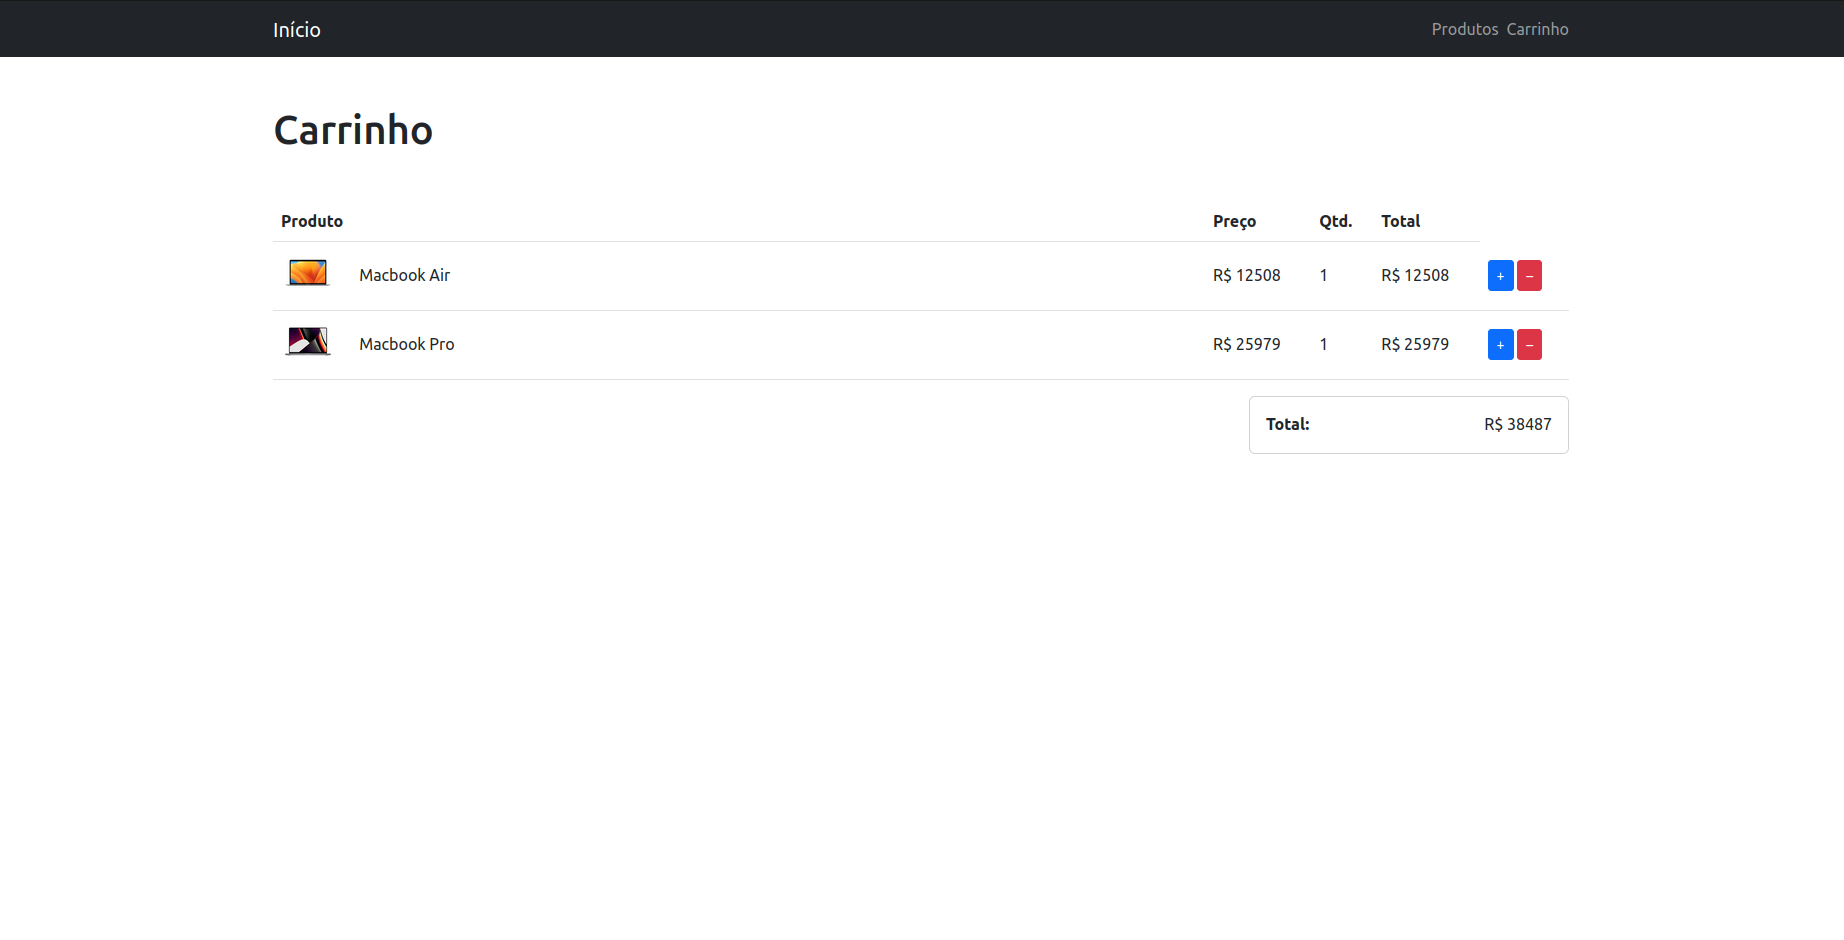 Início Produtos Carrinho
Carrinho
Produto Preço Qtd. Total
Macbook Air R$ 12508 1 R$ 12508 + −
Macbook Pro R$ 25979 1 R$ 25979 + −
Total: R$ 38487